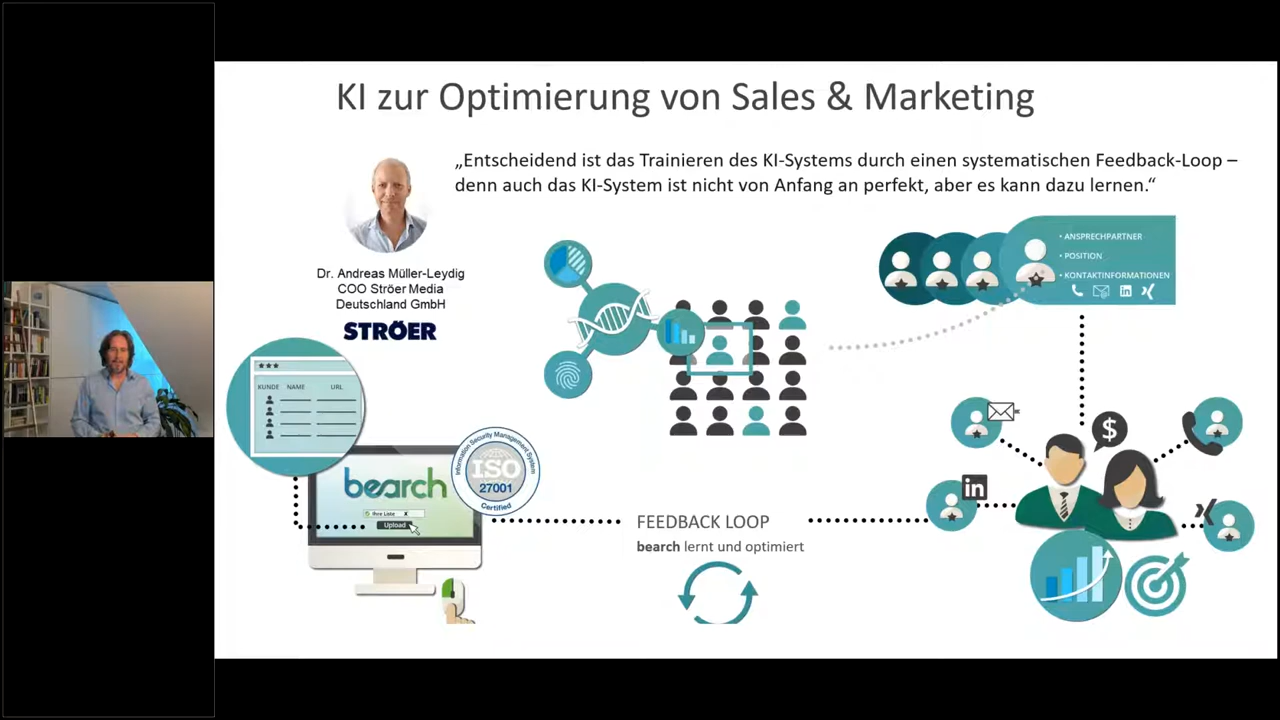 KI zur Optimierung von Sales & Marketing
„Entscheidend ist das Trainieren des KI-Systems durch einen systematischen Feedback-Loop –
denn auch das KI-System ist nicht von Anfang an perfekt, aber es kann dazu lernen.“
Dr. Andreas Müller-Leydig
COO Ströer Media
Deutschland GmbH
STRÖER
• ANSPRECHPARTNER
• POSITION
• KONTAKTINFORMATIONEN
in
KUNDE NAME URL
bearch
Ihre Liste x
Upload
Information Security Management System
ISO
27001
Certified
$
in
FEEDBACK LOOP
bearch lernt und optimiert